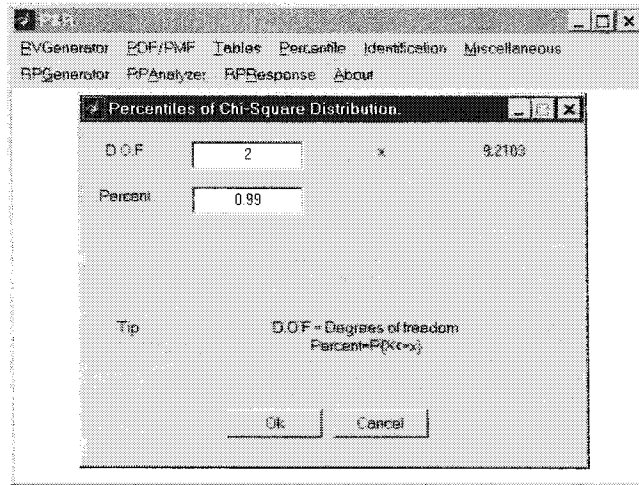 RVGenerator PDF/PMF Tables Percentile Identification Miscellaneous
RPGenerator RPAnalyzer RPResponse About
Percentiles of Chi-Square Distribution.
D.O.F 2 x 9.2103
Percent 0.99
Tip D.O.F = Degrees of freedom
Percent=P{X<=x}
Ok Cancel